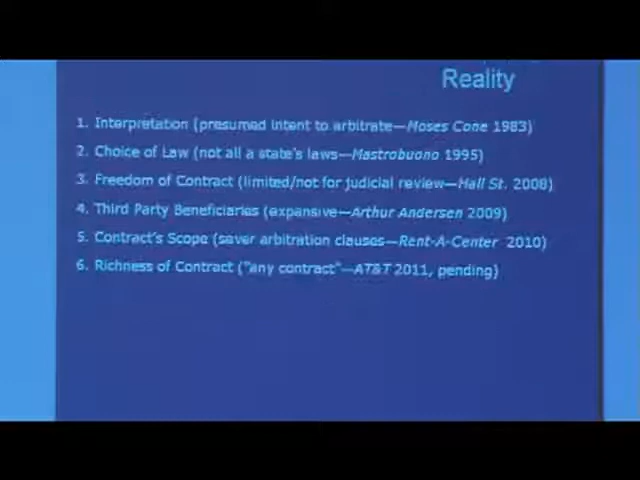 Reality
1. Interpretation (presumed intent to arbitrate—Moses Cone 1983)
2. Choice of Law (not all a state's laws—Mastrobuono 1995)
3. Freedom of Contract (limited/not for judicial review—Hall St. 2008)
4. Third Party Beneficiaries (expansive—Arthur Andersen 2009)
5. Contract's Scope (sever arbitration clauses—Rent-A-Center 2010)
6. Richness of Contract ("any contract"—AT&T 2011, pending)